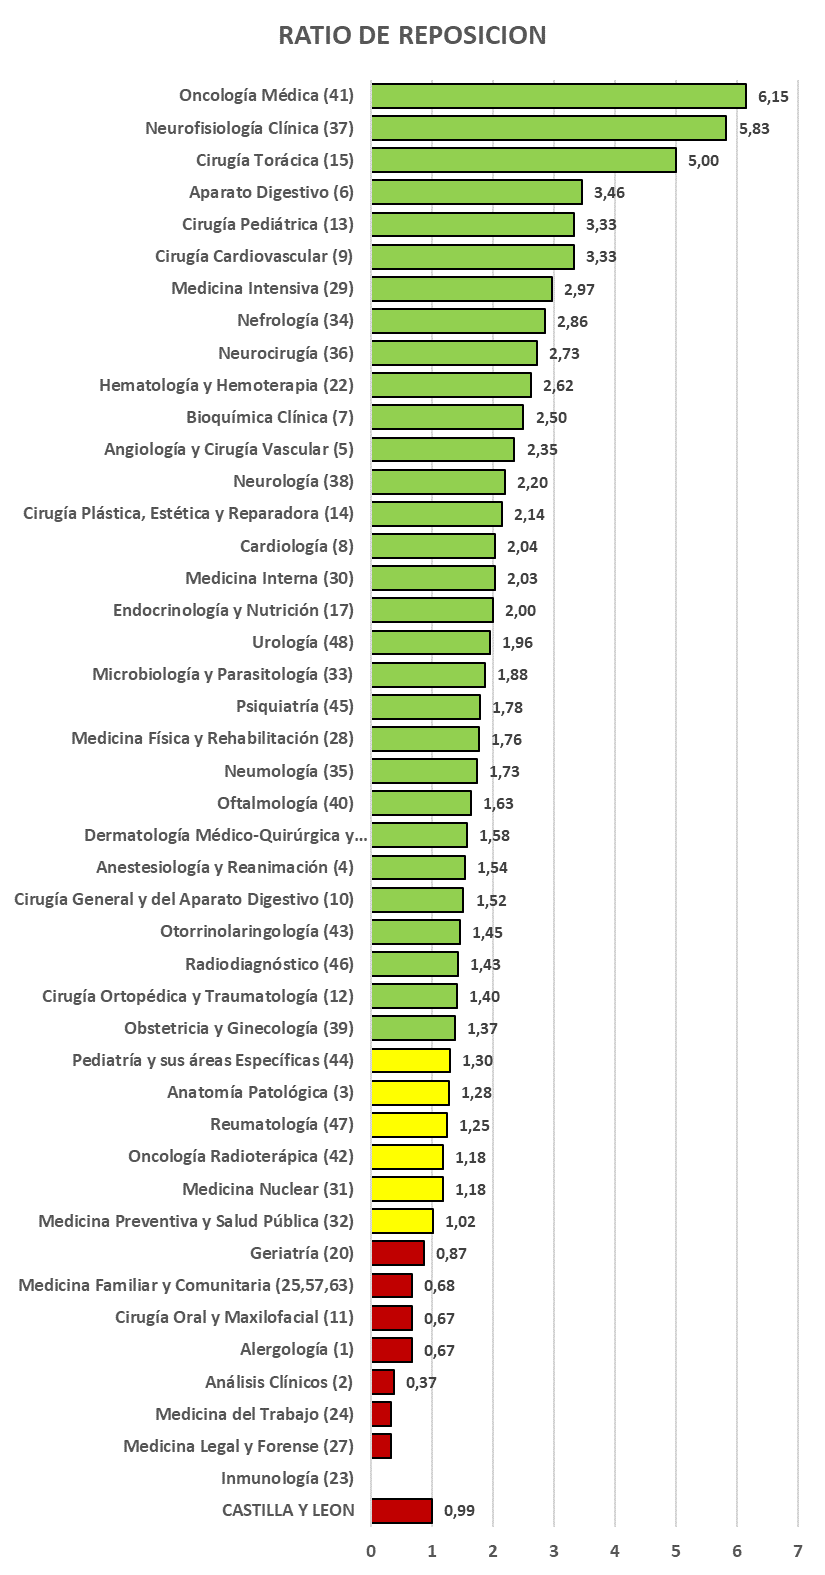 RATIO DE REPOSICION
Oncología Médica (41) 6,15
Neurofisiología Clínica (37) 5,83
Cirugía Torácica (15) 5,00
Aparato Digestivo (6) 3,46
Cirugía Pediátrica (13) 3,33
Cirugía Cardiovascular (9) 3,33
Medicina Intensiva (29) 2,97
Nefrología (34) 2,86
Neurocirugía (36) 2,73
Hematología y Hemoterapia (22) 2,62
Bioquímica Clínica (7) 2,50
Angiología y Cirugía Vascular (5) 2,35
Neurología (38) 2,20
Cirugía Plástica, Estética y Reparadora (14) 2,14
Cardiología (8) 2,04
Medicina Interna (30) 2,03
Endocrinología y Nutrición (17) 2,00
Urología (48) 1,96
Microbiología y Parasitología (33) 1,88
Psiquiatría (45) 1,78
Medicina Física y Rehabilitación (28) 1,76
Neumología (35) 1,73
Oftalmología (40) 1,63
Dermatología Médico-Quirúrgica y... 1,58
Anestesiología y Reanimación (4) 1,54
Cirugía General y del Aparato Digestivo (10) 1,52
Otorrinolaringología (43) 1,45
Radiodiagnóstico (46) 1,43
Cirugía Ortopédica y Traumatología (12) 1,40
Obstetricia y Ginecología (39) 1,37
Pediatría y sus áreas Específicas (44) 1,30
Anatomía Patológica (3) 1,28
Reumatología (47) 1,25
Oncología Radioterápica (42) 1,18
Medicina Nuclear (31) 1,18
Medicina Preventiva y Salud Pública (32) 1,02
Geriatría (20) 0,87
Medicina Familiar y Comunitaria (25,57,63) 0,68
Cirugía Oral y Maxilofacial (11) 0,67
Alergología (1) 0,67
Análisis Clínicos (2) 0,37
Medicina del Trabajo (24)
Medicina Legal y Forense (27)
Inmunología (23)
CASTILLA Y LEON 0,99
0 1 2 3 4 5 6 7